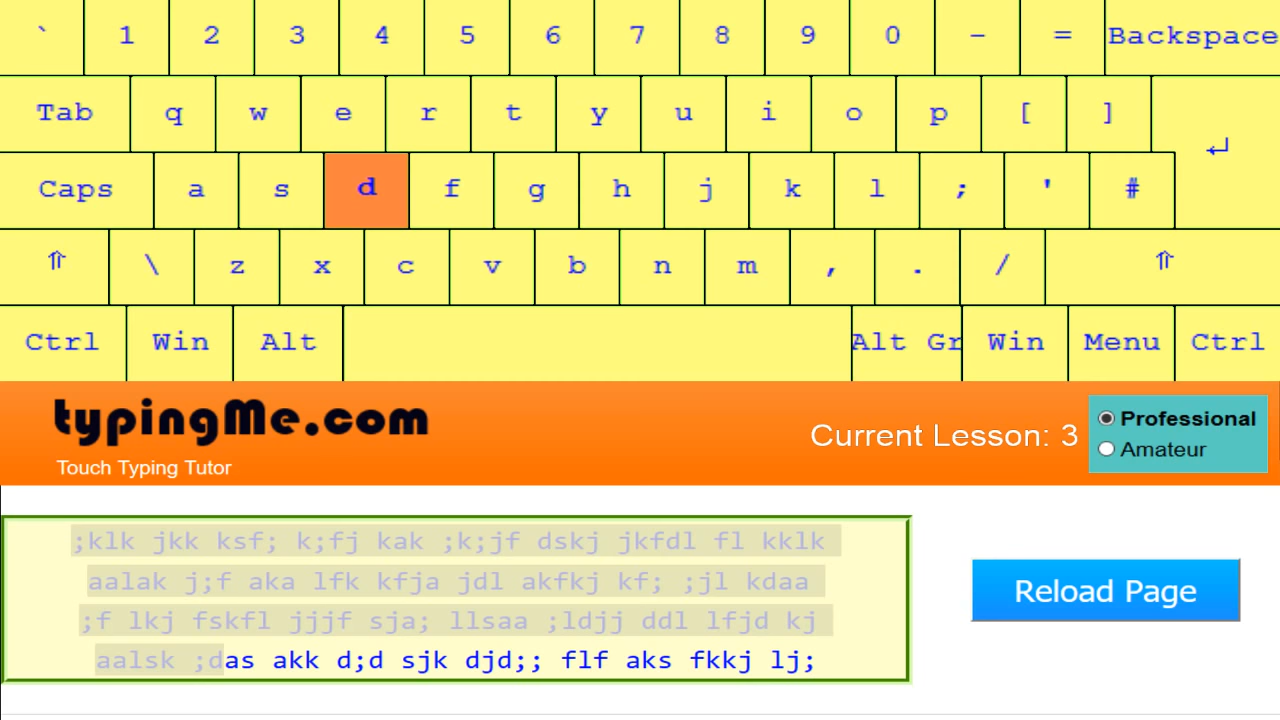 ` 1 2 3 4 5 6 7 8 9 0 - = Backspace
Tab q w e r t y u i o p [ ] ↵
Caps a s d f g h j k l ; ' #
⇑ \ z x c v b n m , . / ⇑
Ctrl Win Alt Alt Gr Win Menu Ctrl
typingMe.com
Touch Typing Tutor
Current Lesson: 3
Professional
Amateur
;klk jkk ksf; k;fj kak ;k;jf dskj jkfdl fl kklk
aalak j;f aka lfk kfja jdl akfkj kf; ;jl kdaa
;f lkj fskfl jjjf sja; llsaa ;ldjj ddl lfjd kj
aalsk ;das akk d;d sjk djd;; flf aks fkkj lj;
Reload Page